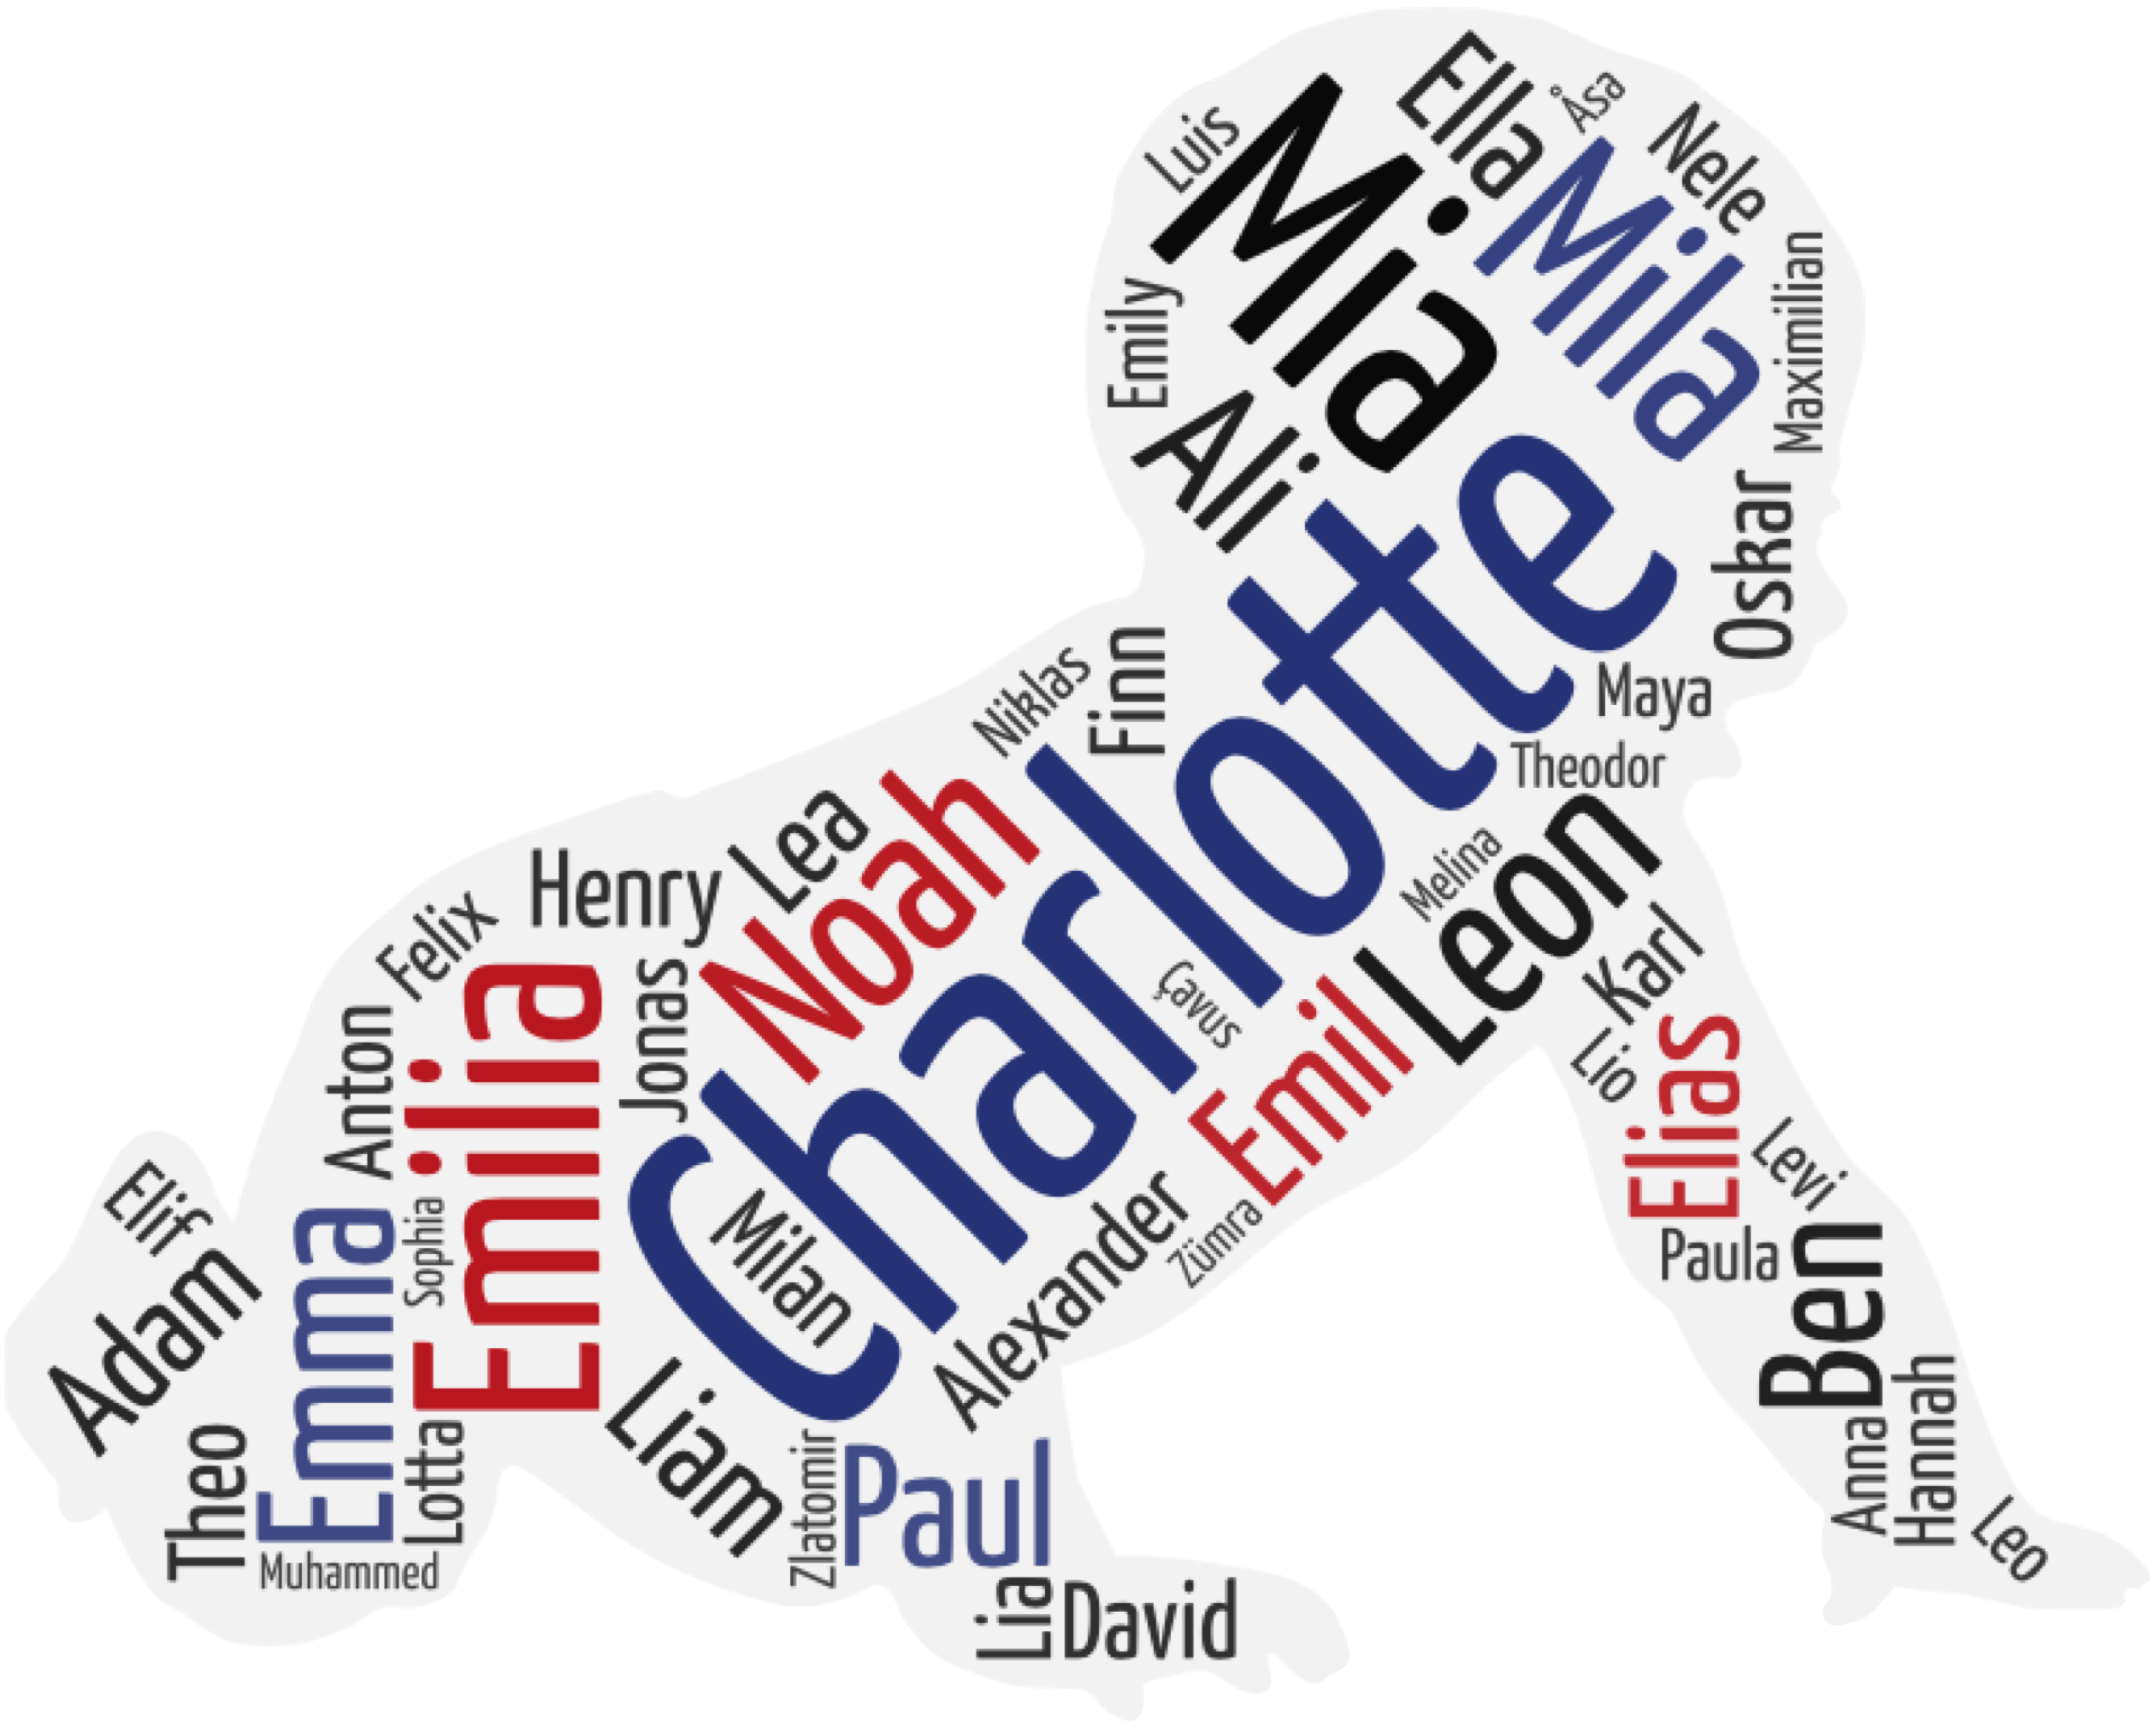 Luis
Mia
Ella
Åsa
Nele
Mila
Maximilian
Emily
Ali
Charlotte
Oskar
Maya
Theodor
Niklas
Finn
Noah
Lea
Henry
Felix
Jonas
Anton
Emilia
Melina
Leon
Karl
Çavus
Emil
Lio
Elias
Levi
Paula
Ben
Anna
Hannah
Leo
Elif
Adam
Emma
Sophia
Milan
Alexander
Zümra
Theo
Lotta
Muhammed
Liam
Zlatomir
Paul
Lia
David